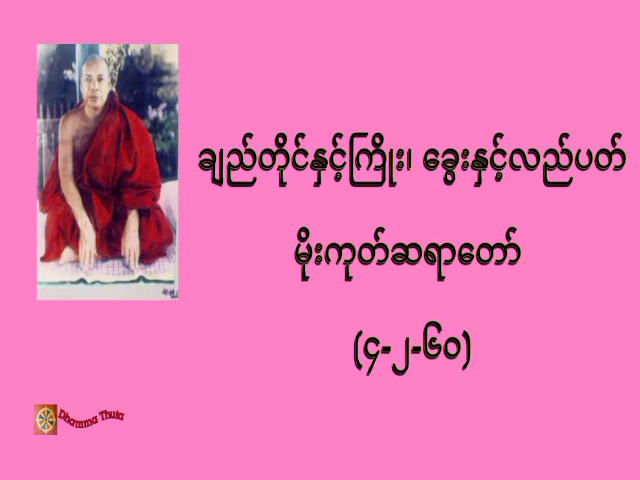 ချည်တိုင်နှင့်ကြိုး၊ ခွေးနှင့်လည်ပတ်
မိုးကုတ်ဆရာတော်
(၄-၂-၆၀)
Dhamma Thuta